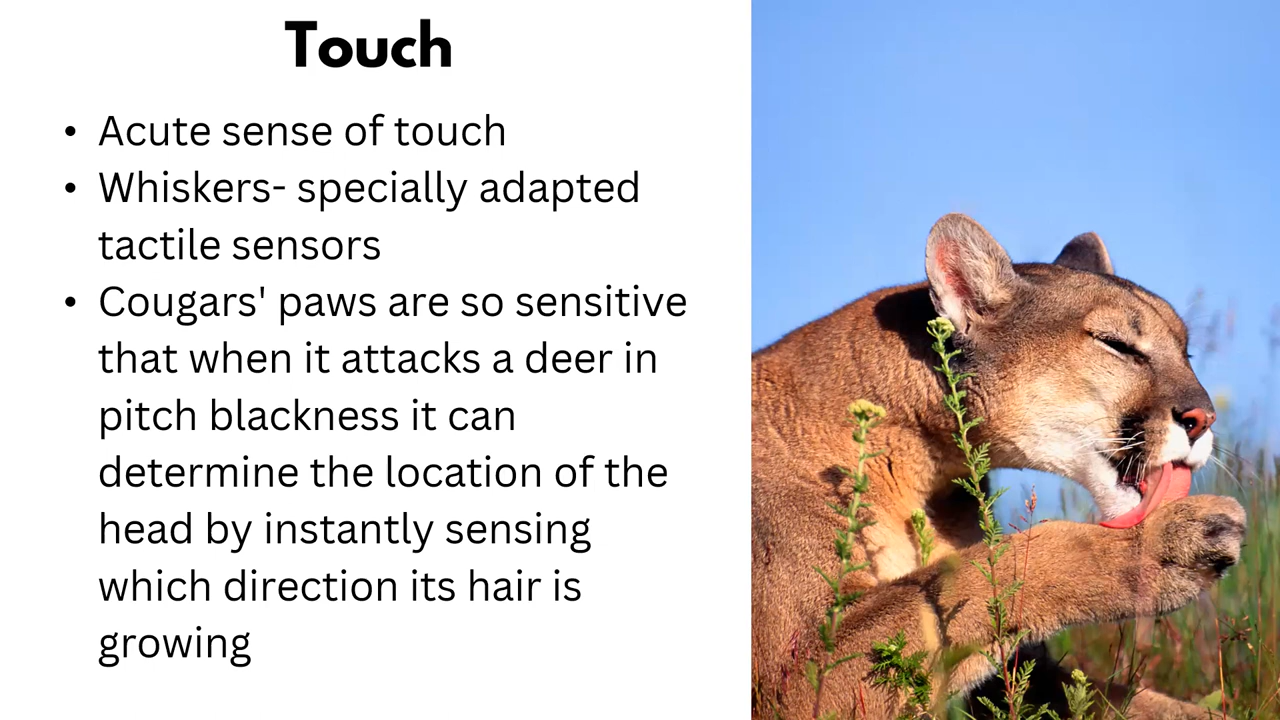 Touch
• Acute sense of touch
• Whiskers- specially adapted
tactile sensors
• Cougars' paws are so sensitive
that when it attacks a deer in
pitch blackness it can
determine the location of the
head by instantly sensing
which direction its hair is
growing